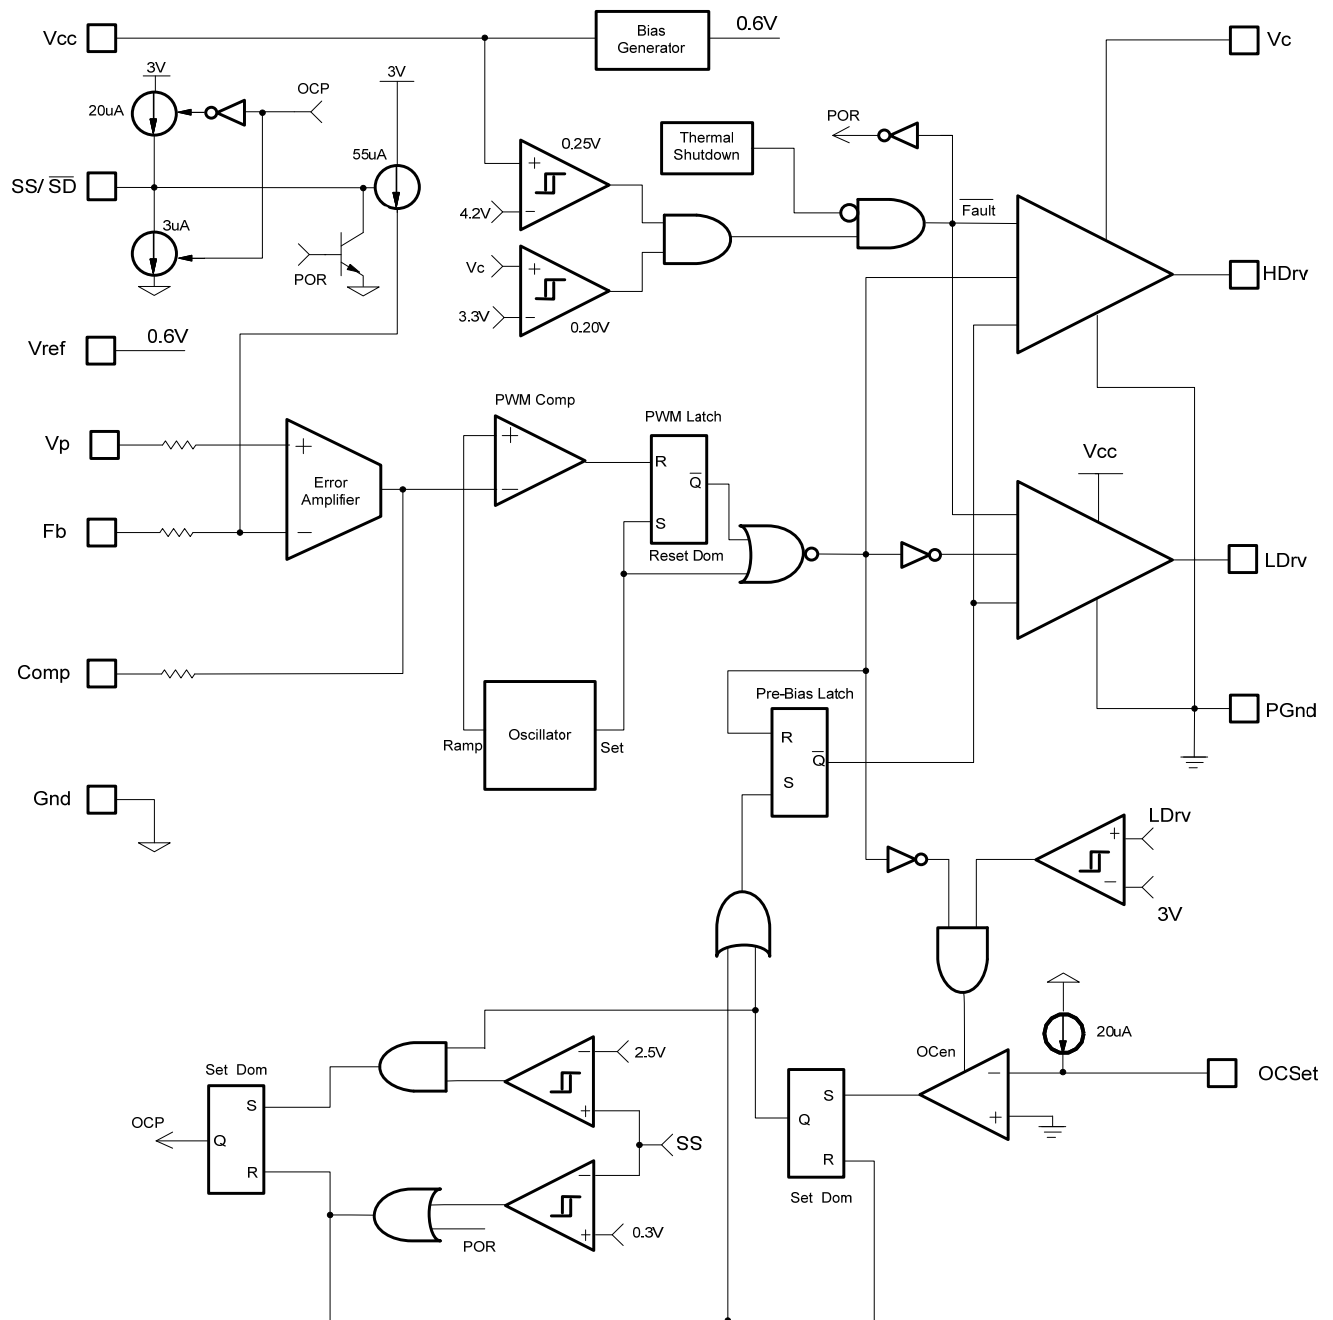 Vcc
Bias
Generator
0.6V
Vc
3V
20uA
OCP
3V
55uA
SS/ SD
3uA
POR
0.25V
+
4.2V
−
Vc
+
3.3V
−
0.20V
Thermal
Shutdown
POR
Fault
HDrv
Vref
0.6V
PWM Comp
PWM Latch
Vp
+
Error
Amplifier
Fb
−
+
−
R
Q
S
Reset Dom
Vcc
LDrv
Comp
Ramp
Oscillator
Set
Pre-Bias Latch
R
Q
S
PGnd
Gnd
LDrv
+
−
3V
20uA
OCen
−
+
OCSet
Set Dom
S
Q
R
OCP
−
2.5V
+
SS
−
+
0.3V
POR
S
Q
R
Set Dom